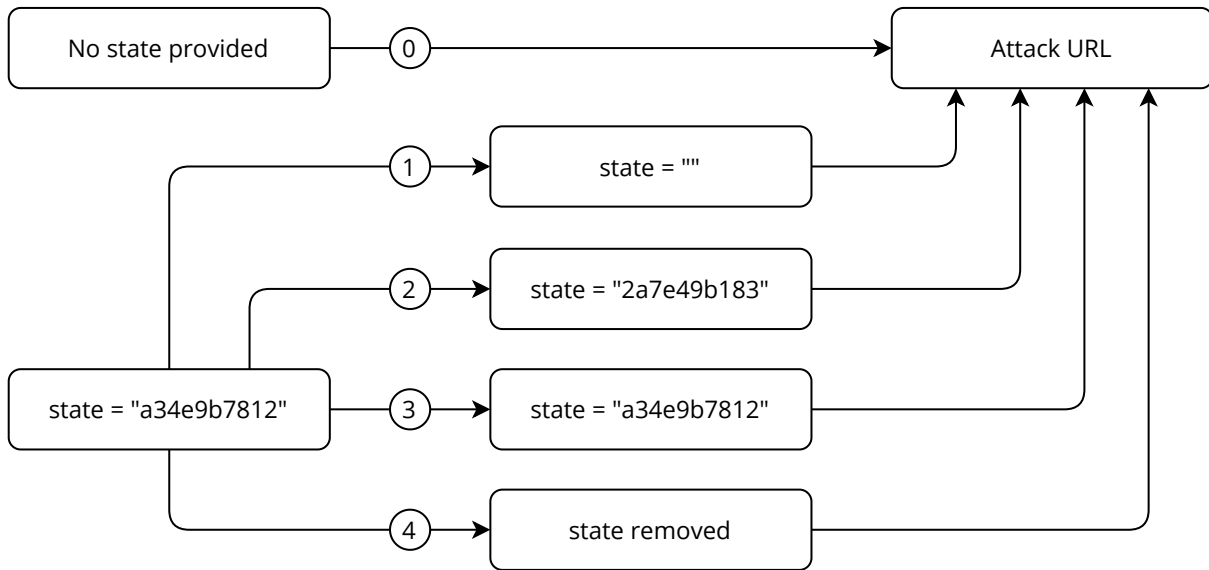 No state provided
0
Attack URL
1
state = ""
2
state = "2a7e49b183"
state = "a34e9b7812"
3
state = "a34e9b7812"
4
state removed